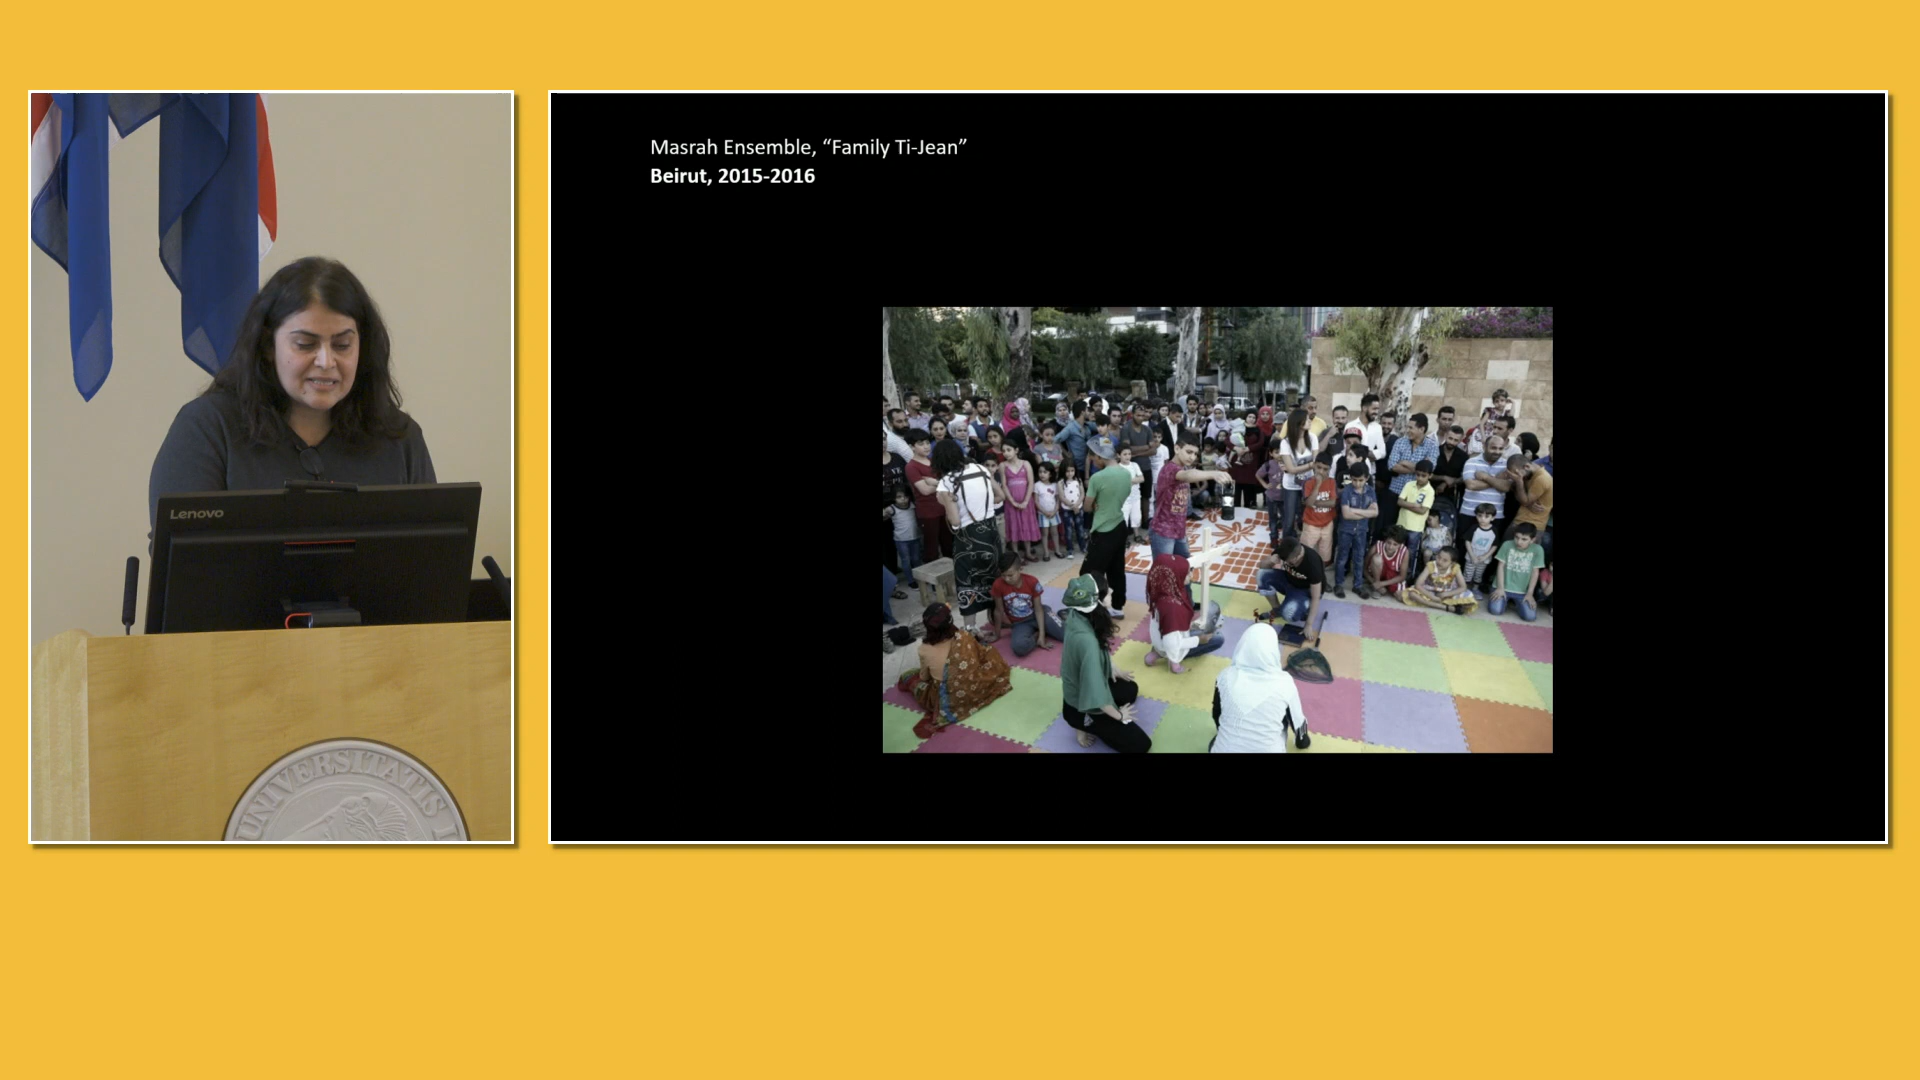 Masrah Ensemble, “Family Ti-Jean”
Beirut, 2015-2016
Lenovo
UNIVERSITATIS